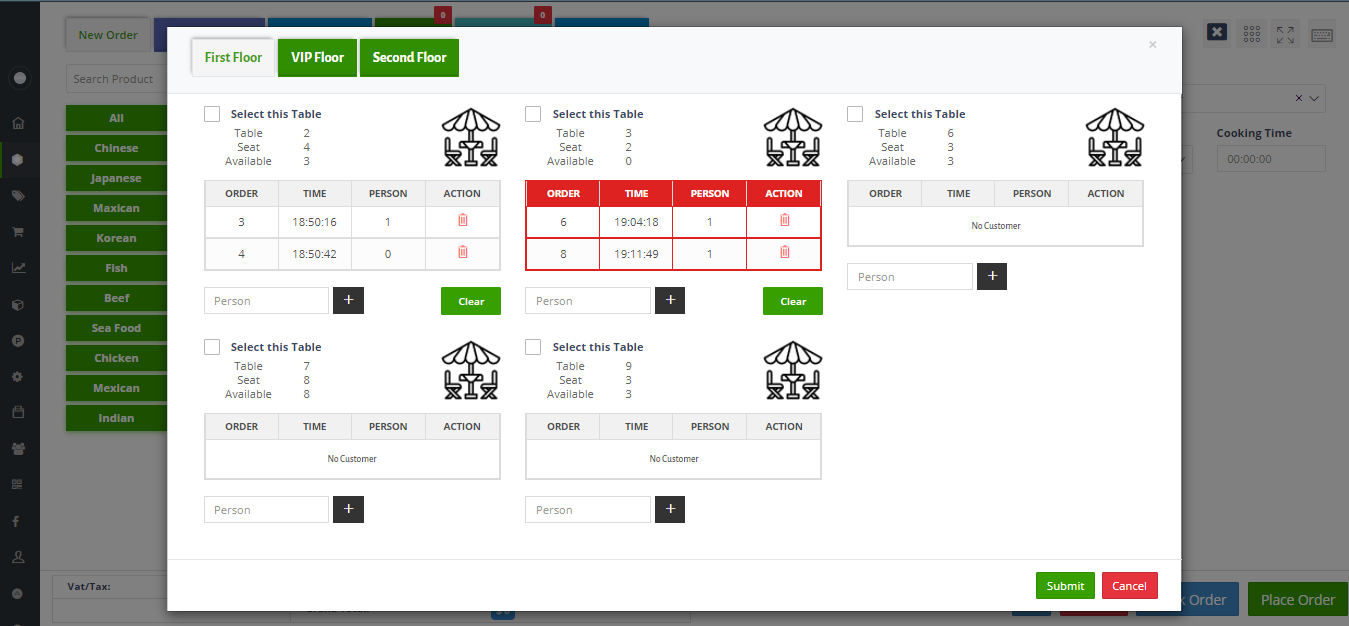 0
0
New Order
First Floor
VIP Floor
Second Floor
×
Search Product
All
Chinese
Japanese
Maxican
Korean
Fish
Beef
Sea Food
Chicken
Mexican
Indian
Select this Table
Table 2
Seat 4
Available 3
ORDER TIME PERSON ACTION
3 18:50:16 1
4 18:50:42 0
Person + Clear
Select this Table
Table 3
Seat 2
Available 0
ORDER TIME PERSON ACTION
6 19:04:18 1
8 19:11:49 1
Person + Clear
Select this Table
Table 6
Seat 3
Available 3
ORDER TIME PERSON ACTION
No Customer
Person +
Select this Table
Table 7
Seat 8
Available 8
ORDER TIME PERSON ACTION
No Customer
Person +
Select this Table
Table 9
Seat 3
Available 3
ORDER TIME PERSON ACTION
No Customer
Person +
Cooking Time
00:00:00
Submit
Cancel
Vat/Tax:
Order
Place Order